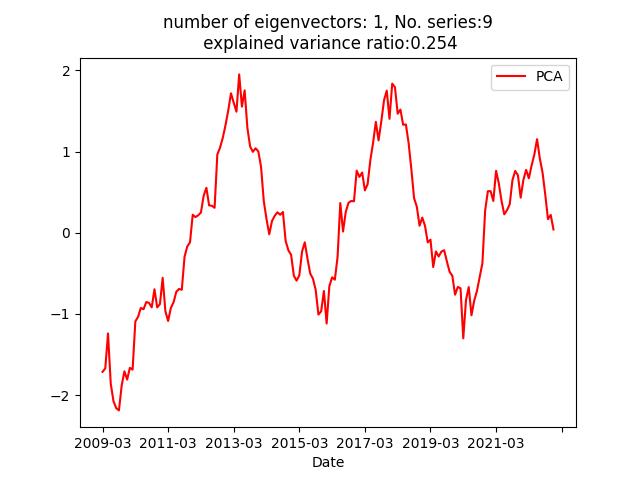 number of eigenvectors: 1, No. series:9
explained variance ratio:0.254
PCA
2
1
0
−1
−2
2009-03 2011-03 2013-03 2015-03 2017-03 2019-03 2021-03
Date